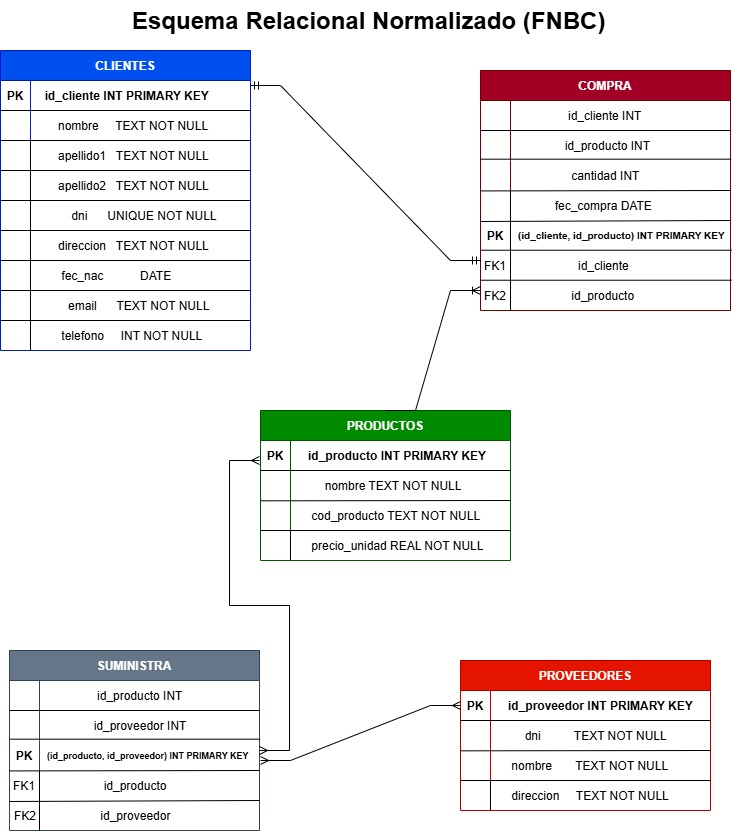 Esquema Relacional Normalizado (FNBC)
CLIENTES
PK id_cliente INT PRIMARY KEY
nombre TEXT NOT NULL
apellido1 TEXT NOT NULL
apellido2 TEXT NOT NULL
dni UNIQUE NOT NULL
direccion TEXT NOT NULL
fec_nac DATE
email TEXT NOT NULL
telefono INT NOT NULL
COMPRA
id_cliente INT
id_producto INT
cantidad INT
fec_compra DATE
PK (id_cliente, id_producto) INT PRIMARY KEY
FK1 id_cliente
FK2 id_producto
PRODUCTOS
PK id_producto INT PRIMARY KEY
nombre TEXT NOT NULL
cod_producto TEXT NOT NULL
precio_unidad REAL NOT NULL
SUMINISTRA
id_producto INT
id_proveedor INT
PK (id_producto, id_proveedor) INT PRIMARY KEY
FK1 id_producto
FK2 id_proveedor
PROVEEDORES
PK id_proveedor INT PRIMARY KEY
dni TEXT NOT NULL
nombre TEXT NOT NULL
direccion TEXT NOT NULL